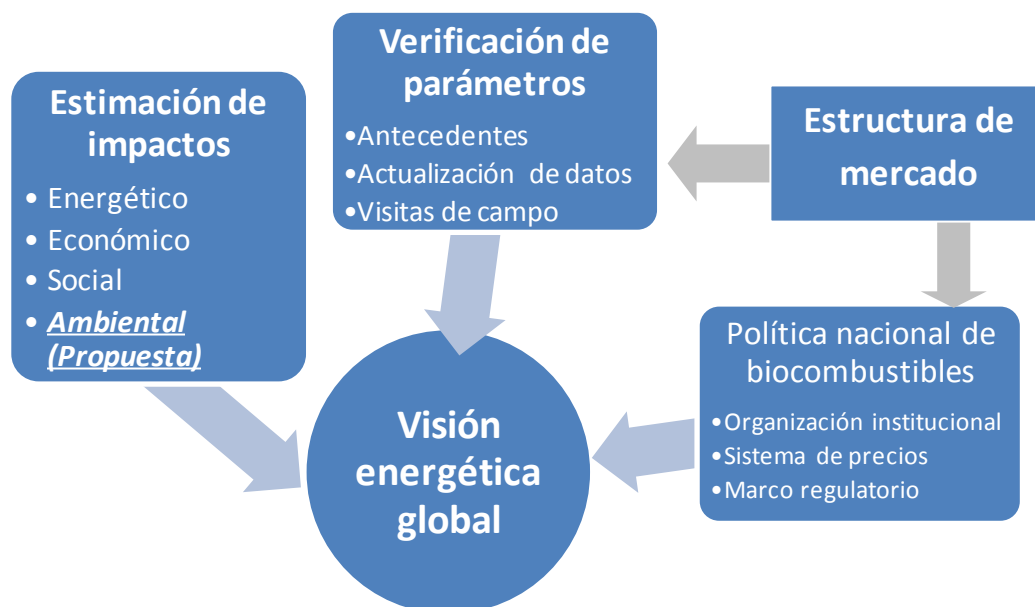 Estimación de
impactos
• Energético
• Económico
• Social
• Ambiental
(Propuesta)
Verificación de
parámetros
•Antecedentes
•Actualización de datos
•Visitas de campo
Estructura de
mercado
Política nacional de
biocombustibles
•Organización institucional
•Sistema de precios
•Marco regulatorio
Visión
energética
global